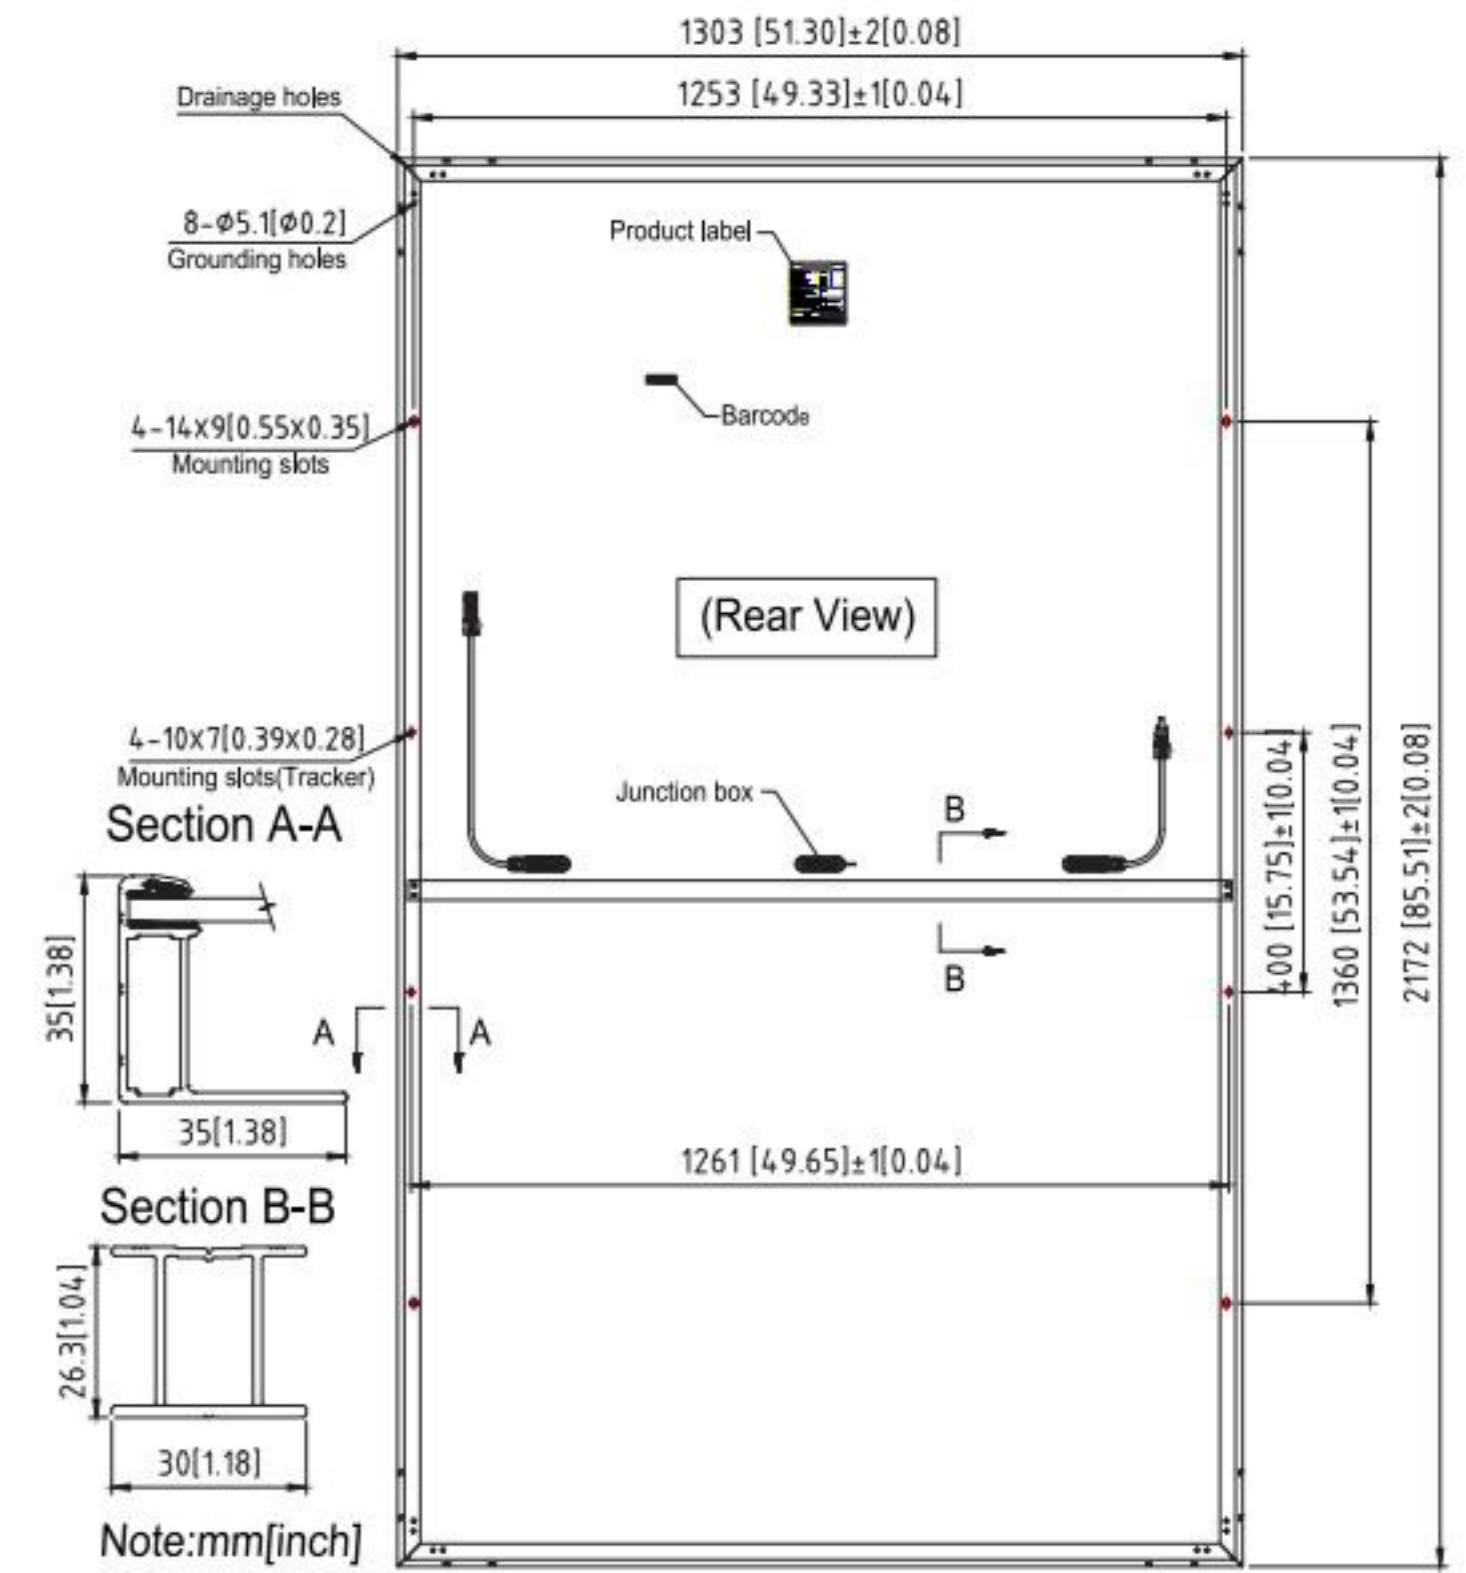 1303 [51.30]±2[0.08]
1253 [49.33]±1[0.04]
Drainage holes
8-Φ5.1[Φ0.2]
Grounding holes
Product label
Barcode
4-14x9[0.55x0.35]
Mounting slots
(Rear View)
4-10x7[0.39x0.28]
Mounting slots(Tracker)
Junction box
B
B
400 [15.75]±1[0.04]
1360 [53.54]±1[0.04]
2172 [85.51]±2[0.08]
Section A-A
35[1.38]
35[1.38]
A
A
1261 [49.65]±1[0.04]
Section B-B
26.3[1.04]
30[1.18]
Note:mm[inch]